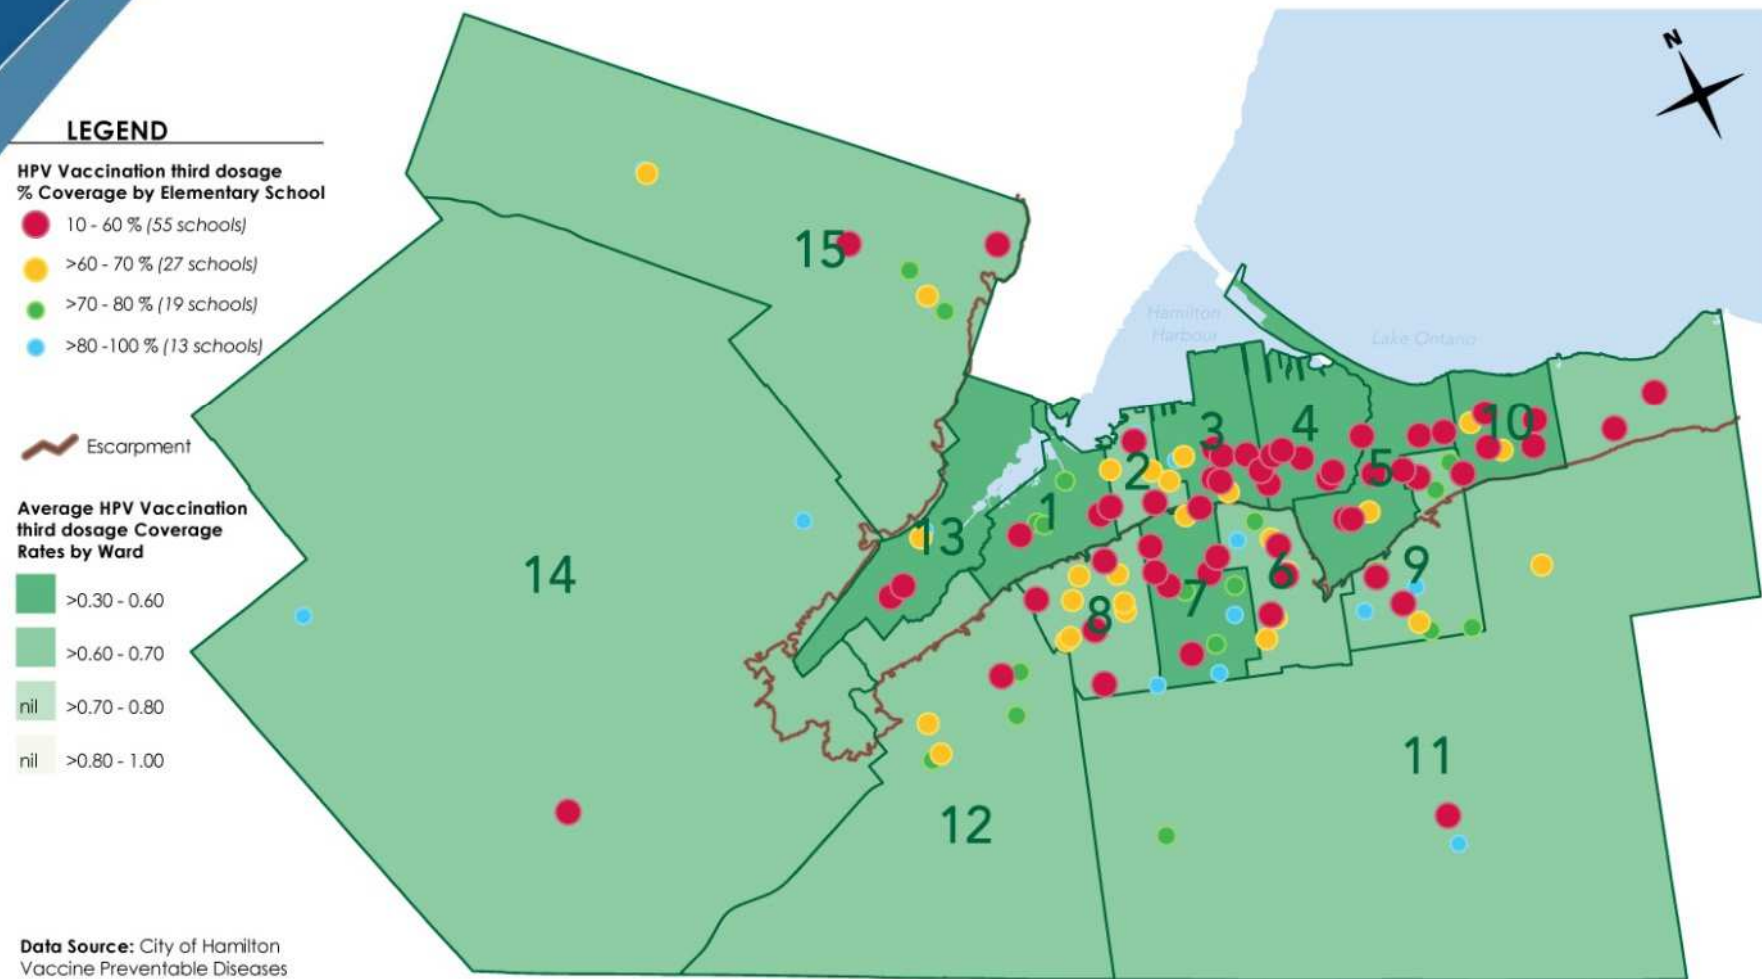 N
LEGEND
HPV Vaccination third dosage
% Coverage by Elementary School
10 - 60 % (55 schools)
>60 - 70 % (27 schools)
>70 - 80 % (19 schools)
>80 -100 % (13 schools)
Escarpment
Average HPV Vaccination
third dosage Coverage
Rates by Ward
>0.30 - 0.60
>0.60 - 0.70
nil >0.70 - 0.80
nil >0.80 - 1.00
Data Source: City of Hamilton
Vaccine Preventable Diseases
15
Hamilton
Harbour
Lake Ontario
3
4
10
2
5
1
13
14
6
9
7
8
11
12